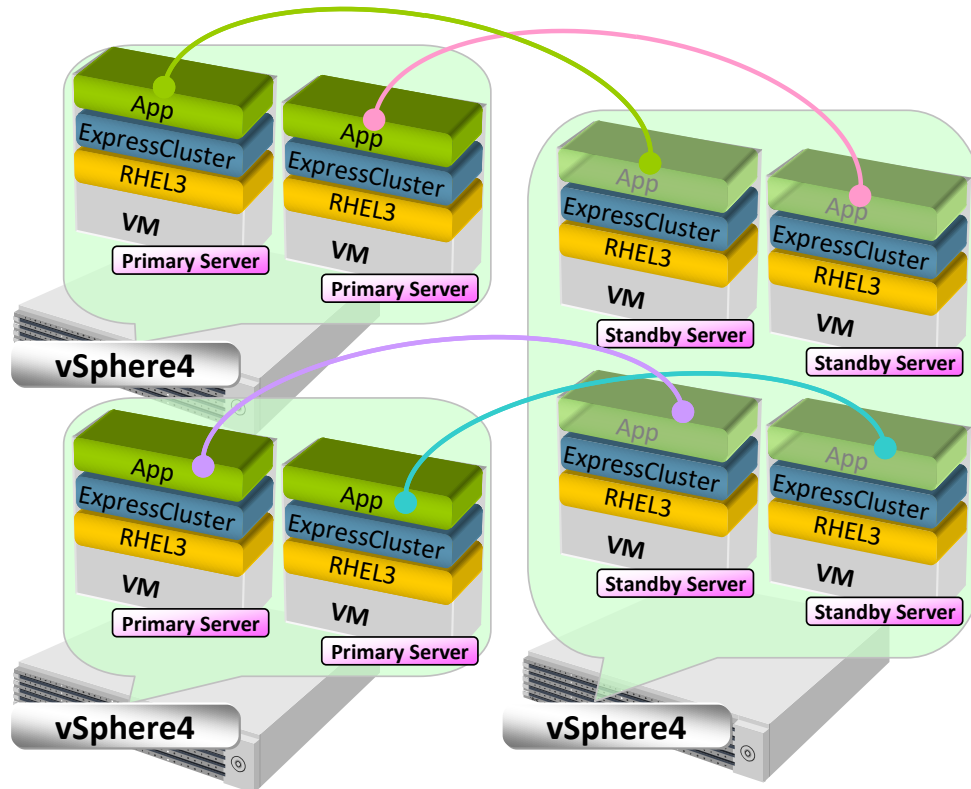 App
ExpressCluster
RHEL3
VM
Primary Server
App
ExpressCluster
RHEL3
VM
Primary Server
vSphere4
App
ExpressCluster
RHEL3
VM
Standby Server
App
ExpressCluster
RHEL3
VM
Standby Server
App
ExpressCluster
RHEL3
VM
Primary Server
App
ExpressCluster
RHEL3
VM
Primary Server
vSphere4
App
ExpressCluster
RHEL3
VM
Standby Server
App
ExpressCluster
RHEL3
VM
Standby Server
vSphere4